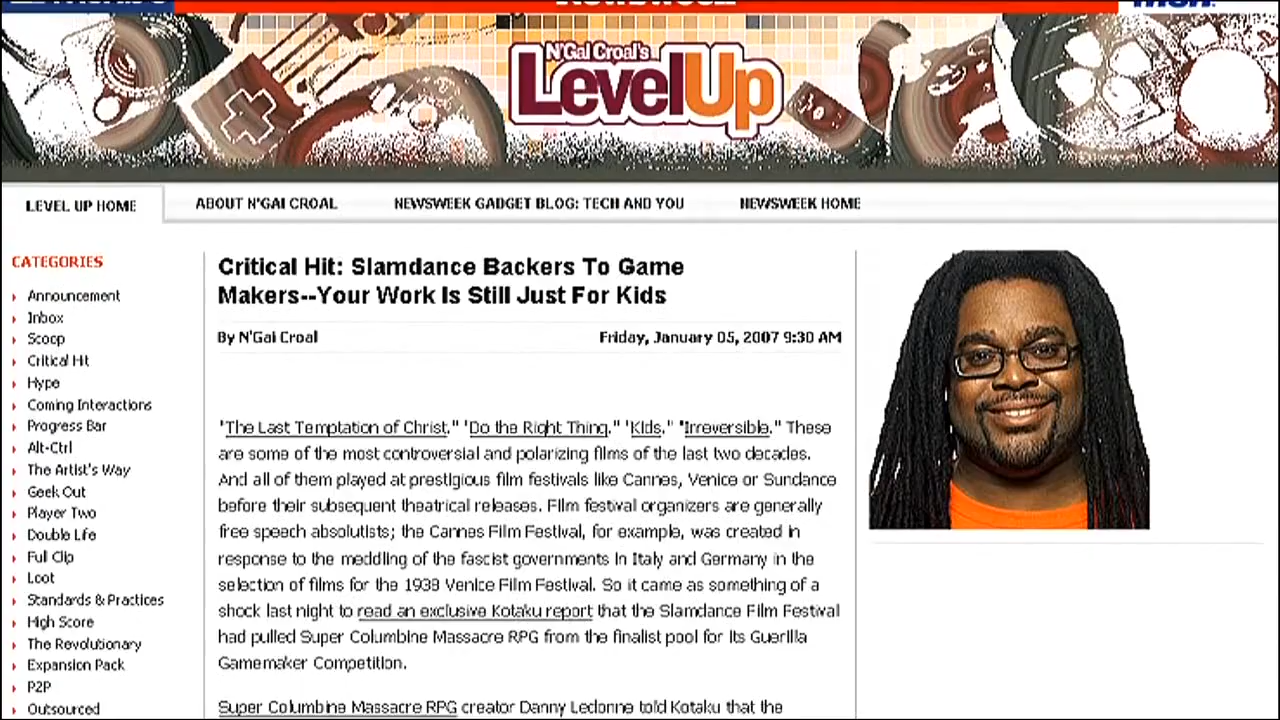 N'Gai Croal's
LevelUp
LEVEL UP HOME
ABOUT N'GAI CROAL
NEWSWEEK GADGET BLOG: TECH AND YOU
NEWSWEEK HOME
CATEGORIES
Announcement
Inbox
Scoop
Critical Hit
Hype
Coming Interactions
Progress Bar
Alt-Ctrl
The Artist's Way
Geek Out
Player Two
Double Life
Full Clip
Loot
Standards & Practices
High Score
The Revolutionary
Expansion Pack
P2P
Outsourced
Critical Hit: Slamdance Backers To Game
Makers--Your Work Is Still Just For Kids
By N'Gai Croal
Friday, January 05, 2007 9:30 AM
"The Last Temptation of Christ." "Do the Right Thing." "Kids." "Irreversible." These
are some of the most controversial and polarizing films of the last two decades.
And all of them played at prestigious film festivals like Cannes, Venice or Sundance
before their subsequent theatrical releases. Film festival organizers are generally
free speech absolutists; the Cannes Film Festival, for example, was created in
response to the meddling of the fascist governments in Italy and Germany in the
selection of films for the 1938 Venice Film Festival. So it came as something of a
shock last night to read an exclusive Kotaku report that the Slamdance Film Festival
had pulled Super Columbine Massacre RPG from the finalist pool for its Guerilla
Gamemaker Competition.
Super Columbine Massacre RPG creator Danny Ledonne told Kotaku that the